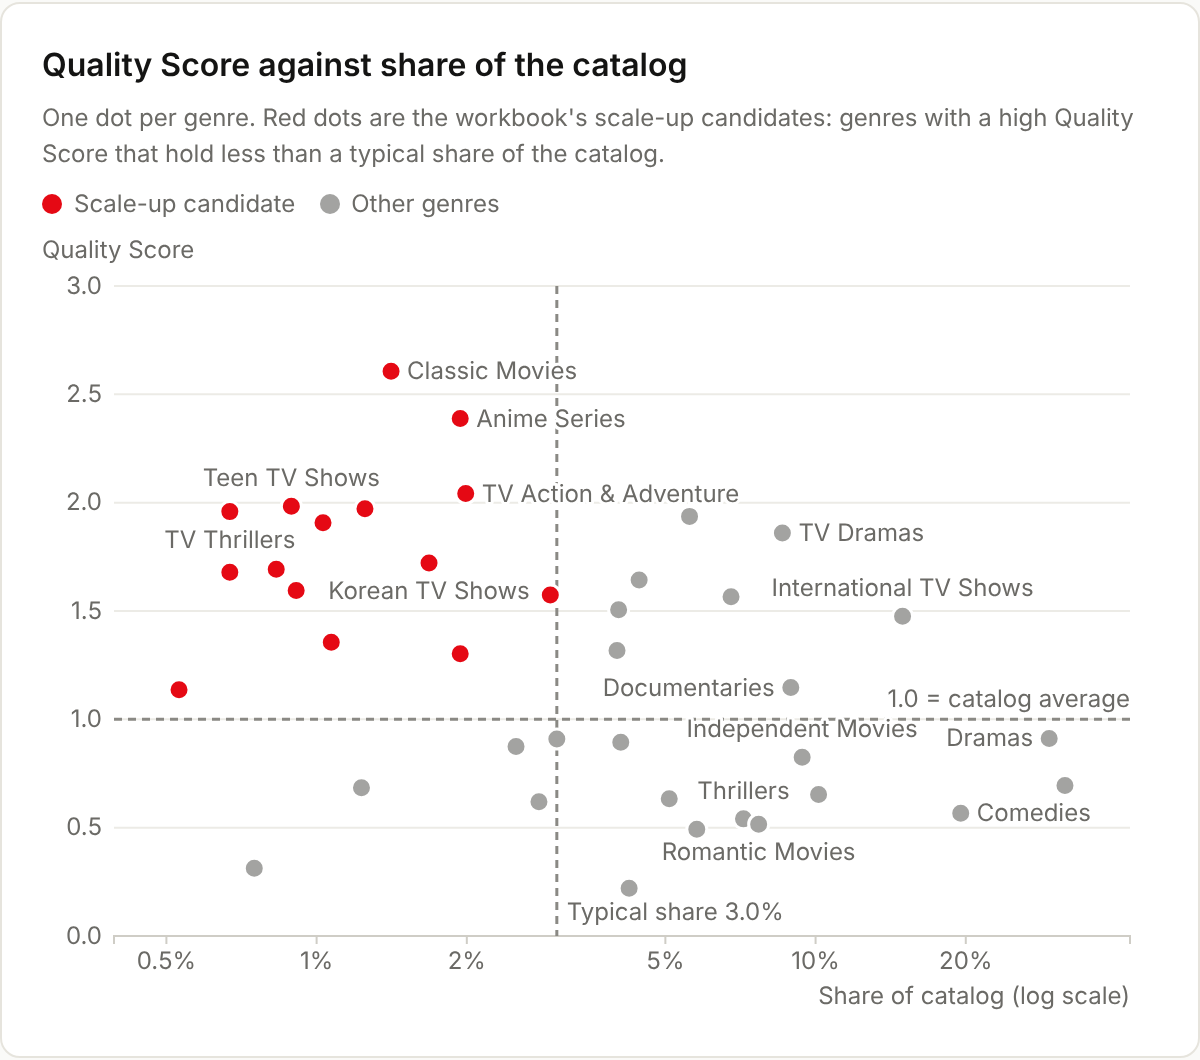 Quality Score against share of the catalog
One dot per genre. Red dots are the workbook's scale-up candidates: genres with a high Quality
Score that hold less than a typical share of the catalog.
Scale-up candidate
Other genres
Quality Score
3.0
Classic Movies
2.5
Anime Series
Teen TV Shows
2.0
TV Action & Adventure
TV Dramas
TV Thrillers
Korean TV Shows
International TV Shows
1.5
Documentaries
1.0 = catalog average
1.0
Independent Movies
Dramas
Thrillers
Comedies
0.5
Romantic Movies
Typical share 3.0%
0.0
0.5%
1%
2%
5%
10%
20%
Share of catalog (log scale)